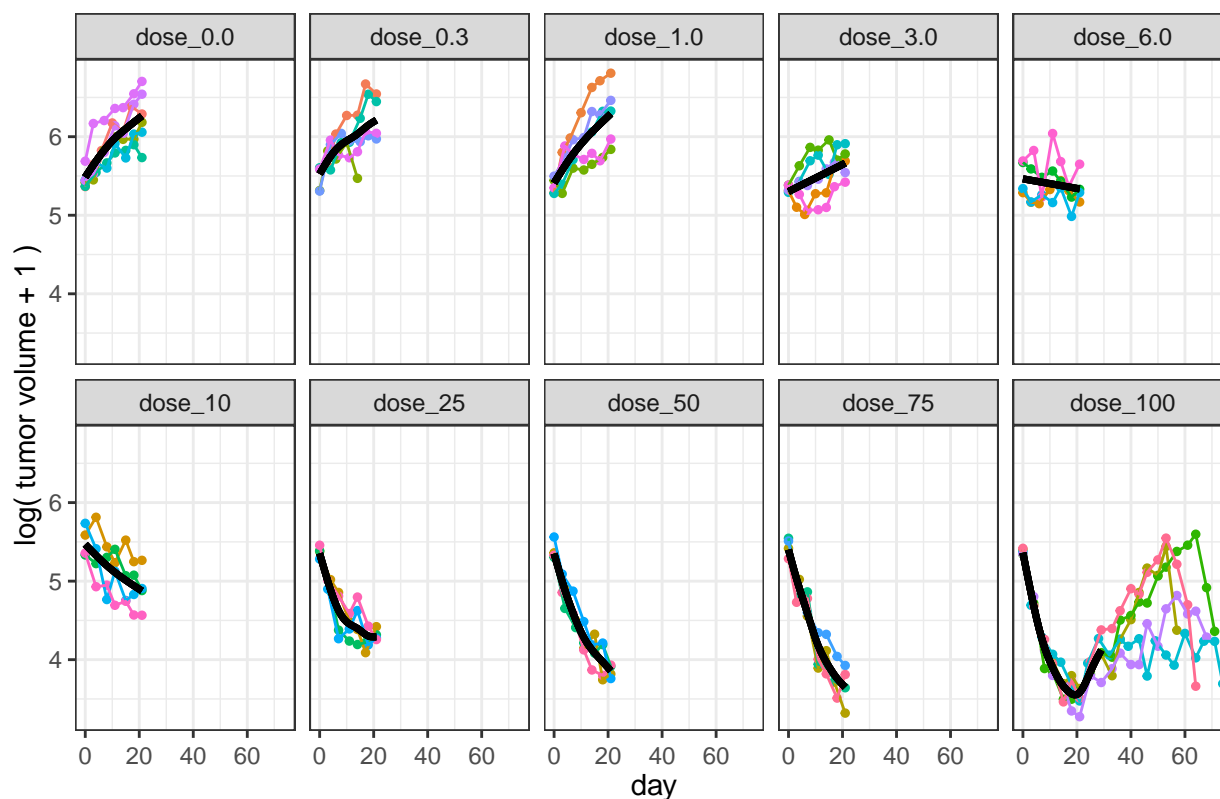 dose_0.0 dose_0.3 dose_1.0 dose_3.0 dose_6.0
6
5
4
dose_10 dose_25 dose_50 dose_75 dose_100
6
5
4
0 20 40 60 0 20 40 60 0 20 40 60 0 20 40 60 0 20 40 60
day
log( tumor volume + 1 )